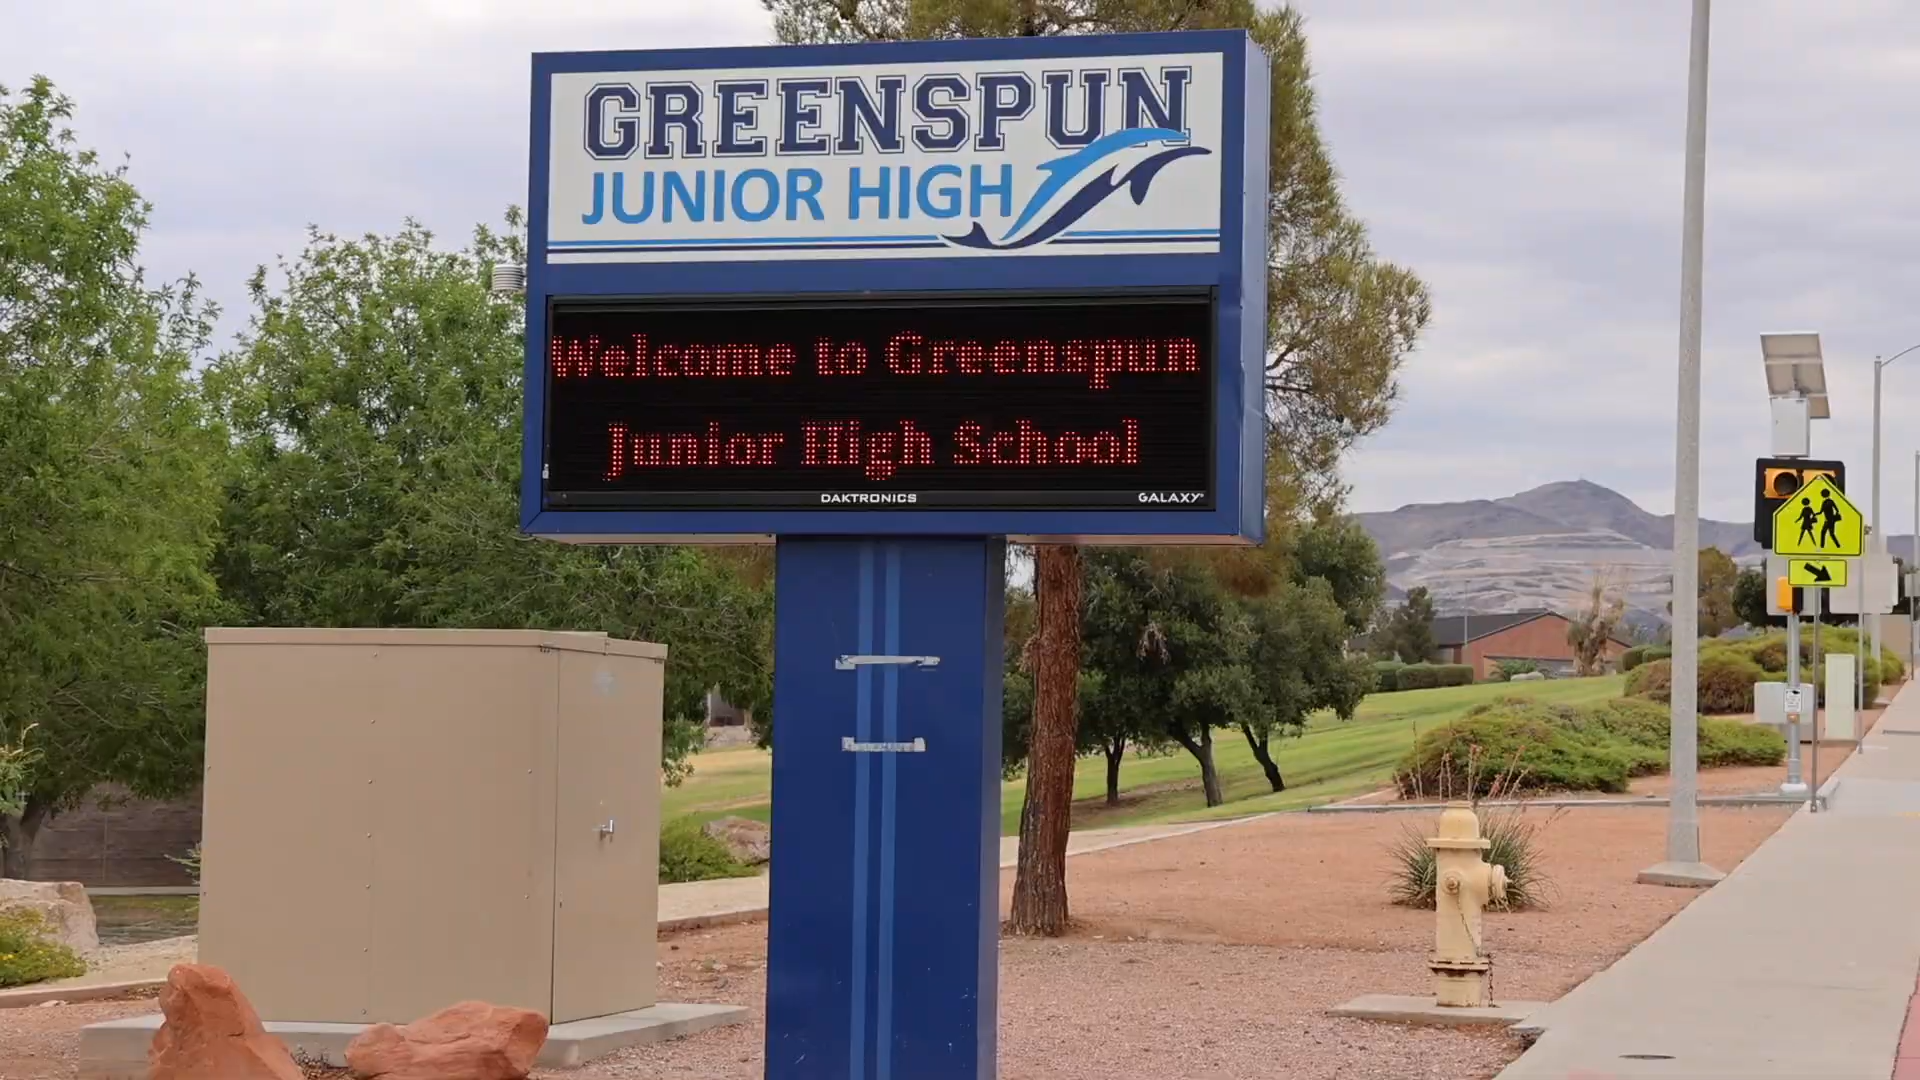 GREENSPUN
JUNIOR HIGH
Welcome to Greenspun
Junior High School
DAKTRONICS
GALAXY